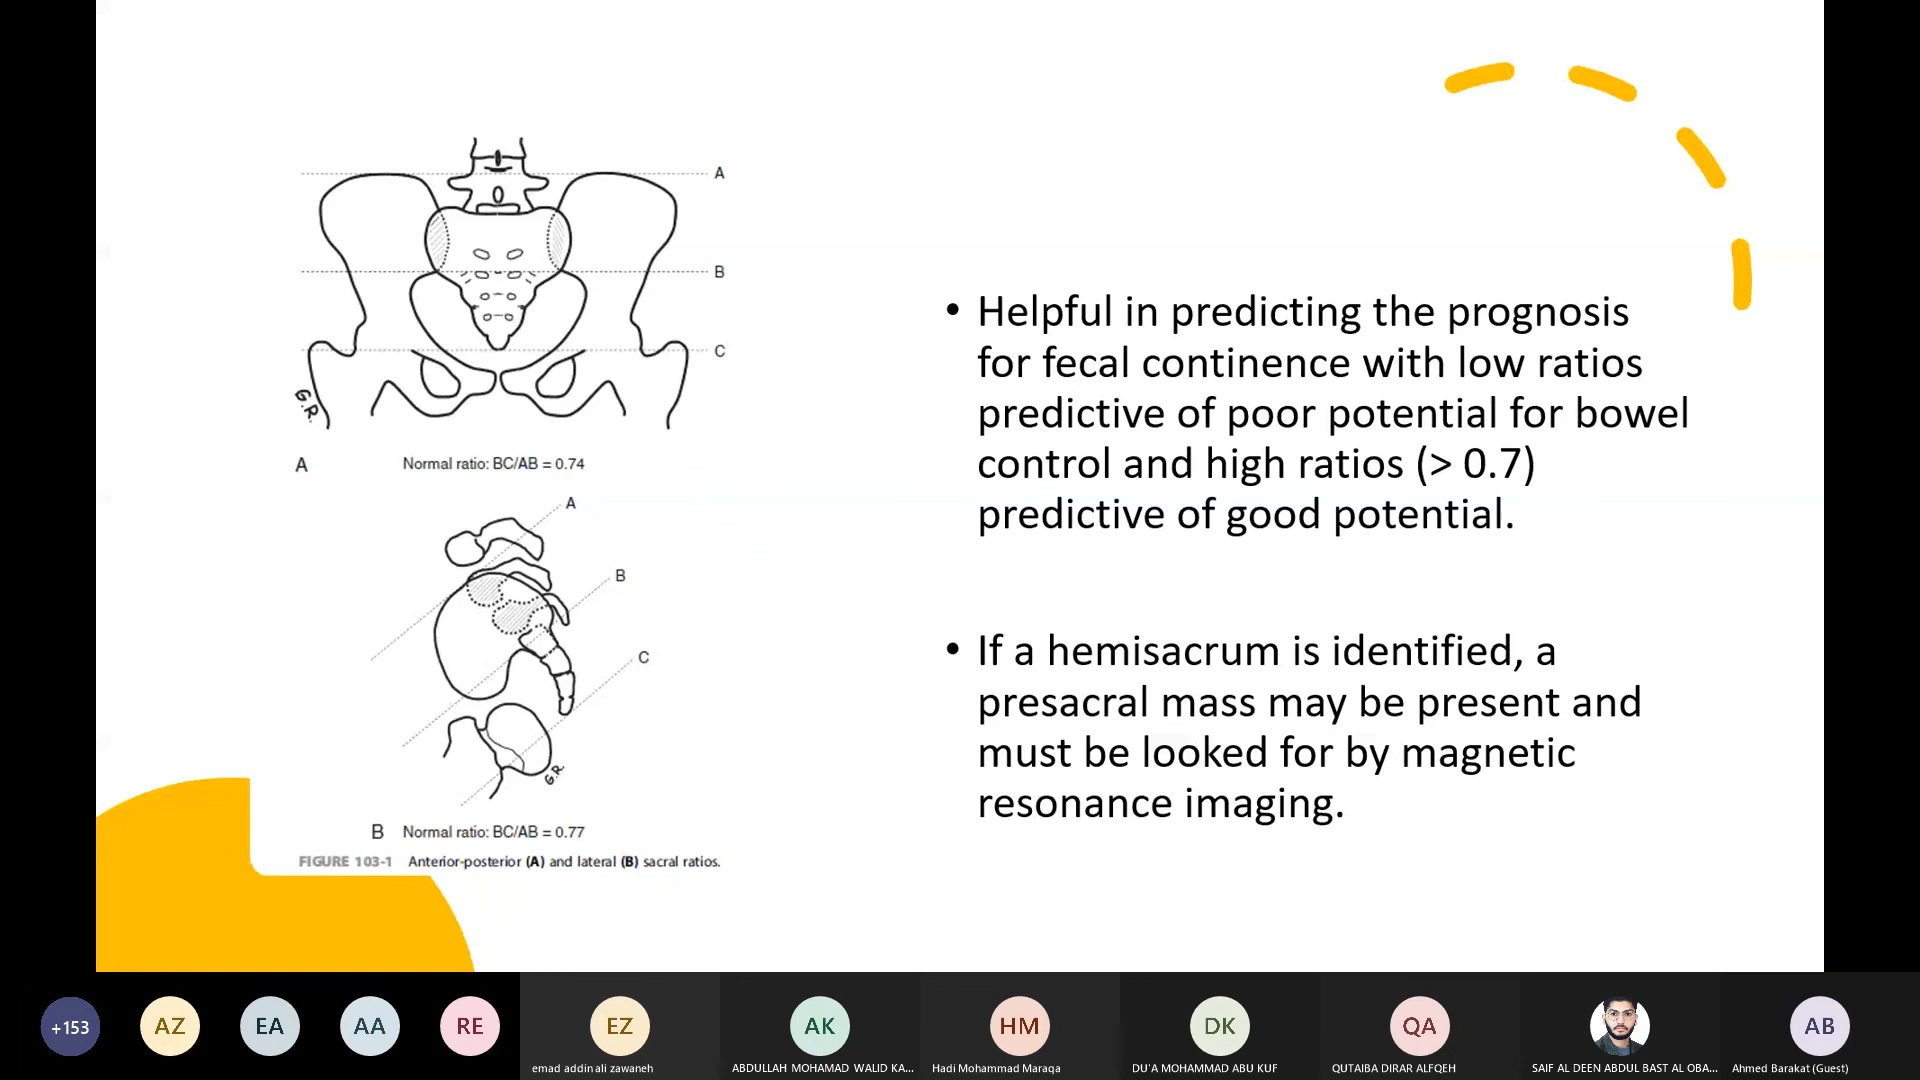 A
B
C
G.R.
A Normal ratio: BC/AB = 0.74
A
B
C
G.R.
B Normal ratio: BC/AB = 0.77
FIGURE 103-1 Anterior-posterior (A) and lateral (B) sacral ratios.
• Helpful in predicting the prognosis
for fecal continence with low ratios
predictive of poor potential for bowel
control and high ratios (> 0.7)
predictive of good potential.
• If a hemisacrum is identified, a
presacral mass may be present and
must be looked for by magnetic
resonance imaging.
+153 AZ EA AA RE EZ AK HM DK QA AB
emad addin ali zawaneh ABDULLAH MOHAMAD WALID KA... Hadi Mohammad Maraqa DU'A MOHAMMAD ABU KUF QUTAIBA DIRAR ALFQEH SAIF AL DEEN ABDUL BAST AL OBA... Ahmed Barakat (Guest)